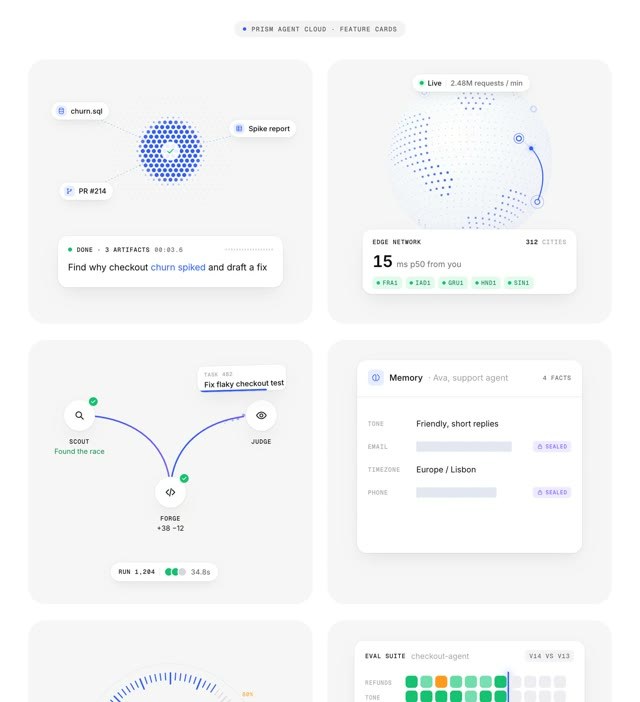 PRISM AGENT CLOUD · FEATURE CARDS
churn.sql
Spike report
PR #214
DONE · 3 ARTIFACTS 00:03.6
Find why checkout churn spiked and draft a fix
Live 2.48M requests / min
EDGE NETWORK 312 CITIES
15 ms p50 from you
FRA1 IAD1 GRU1 HND1 SIN1
TASK 482
Fix flaky checkout test
SCOUT
Found the race
JUDGE
FORGE
+38 −12
RUN 1,204 34.8s
Memory · Ava, support agent 4 FACTS
TONE Friendly, short replies
EMAIL SEALED
TIMEZONE Europe / Lisbon
PHONE SEALED
80%
EVAL SUITE checkout-agent V14 VS V13
REFUNDS
TONE